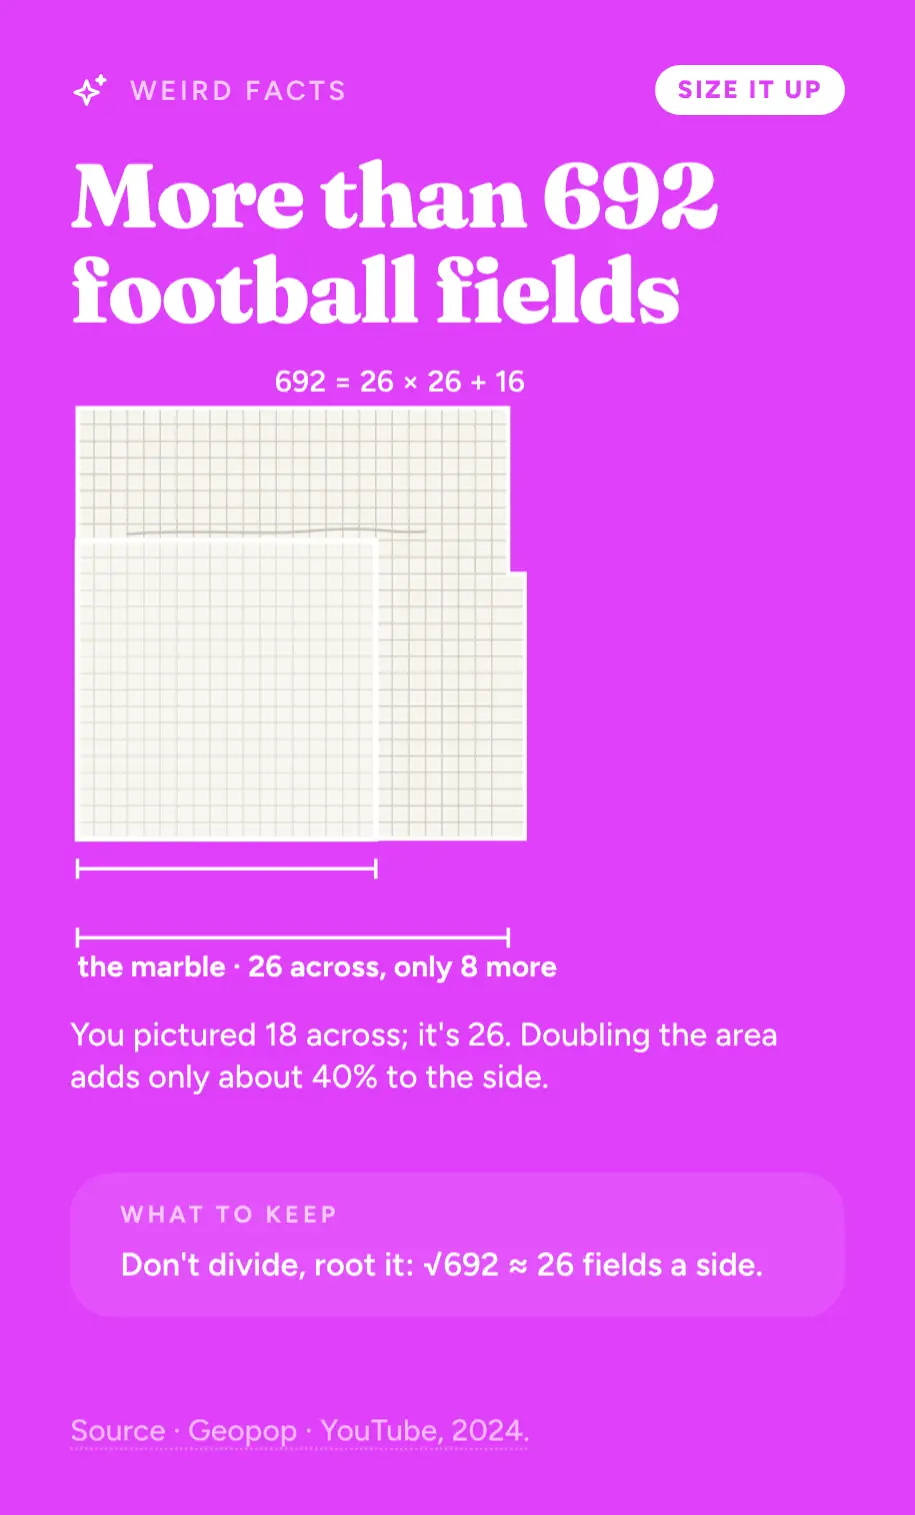 WEIRD FACTS
SIZE IT UP
More than 692
football fields
692 = 26 × 26 + 16
the marble · 26 across, only 8 more
You pictured 18 across; it's 26. Doubling the area
adds only about 40% to the side.
WHAT TO KEEP
Don't divide, root it: √692 ≈ 26 fields a side.
Source · Geopop · YouTube, 2024.